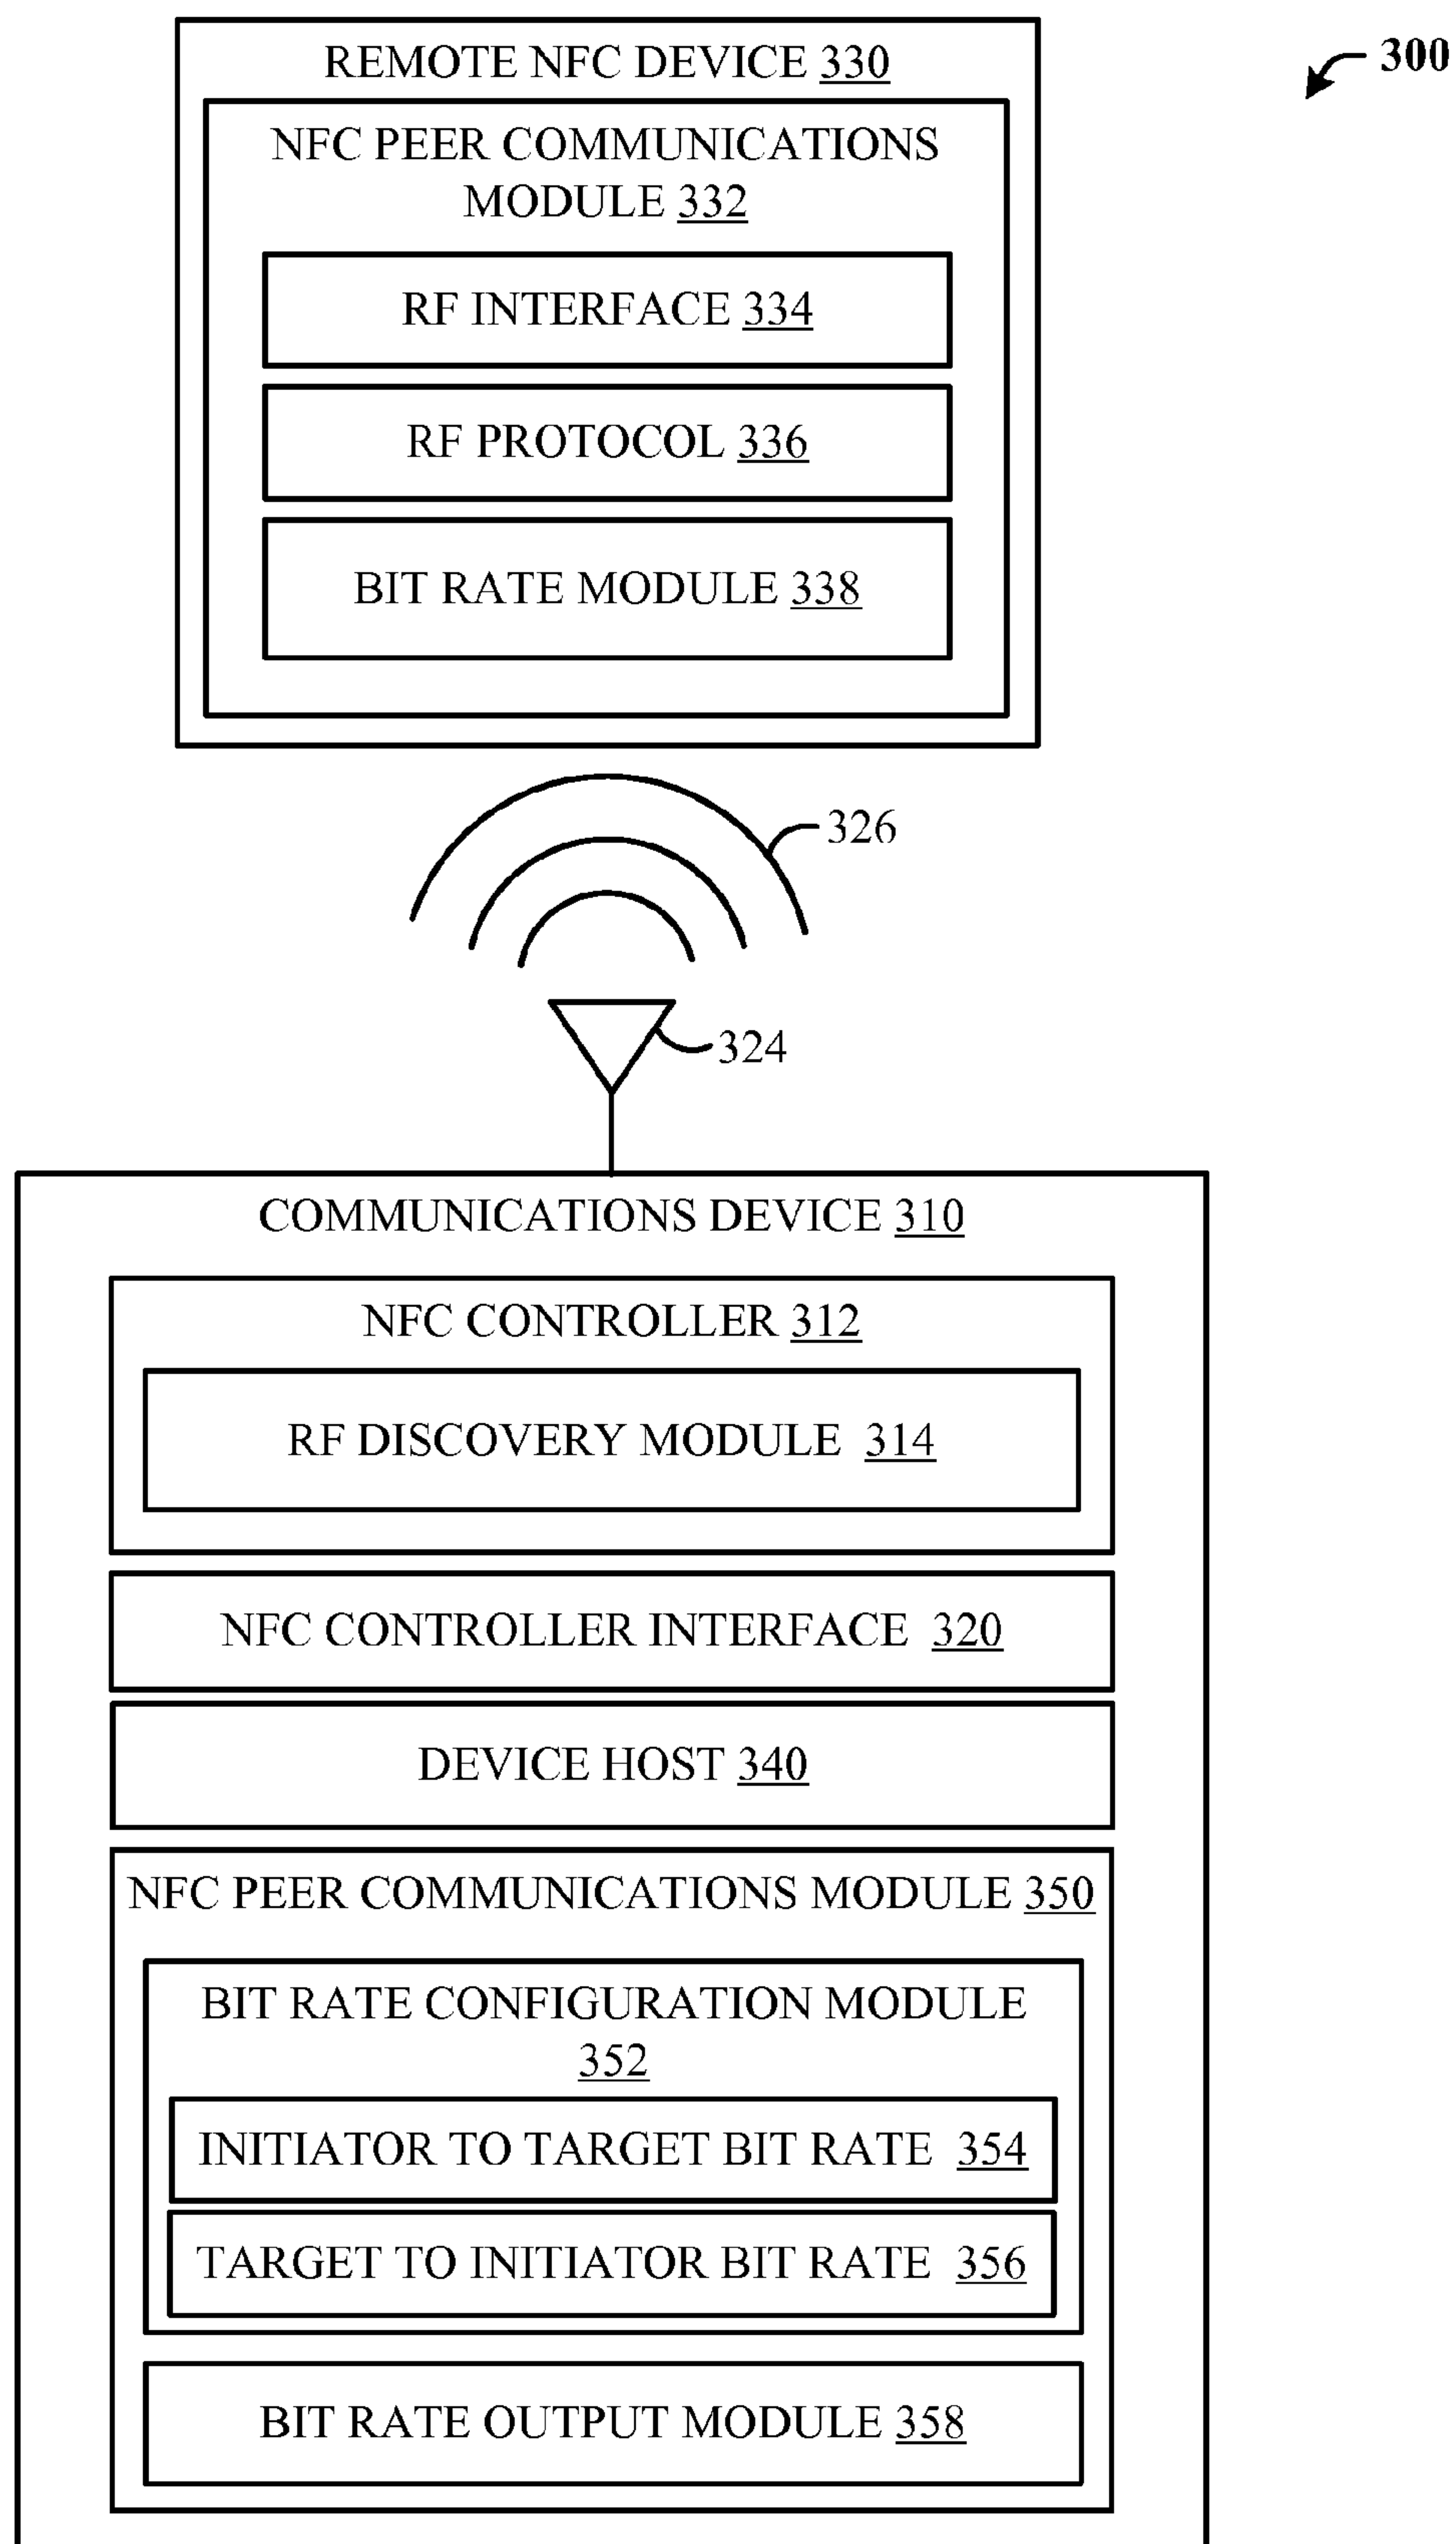 REMOTE NFC DEVICE 330
300
NFC PEER COMMUNICATIONS
MODULE 332
RF INTERFACE 334
RF PROTOCOL 336
BIT RATE MODULE 338
326
324
COMMUNICATIONS DEVICE 310
NFC CONTROLLER 312
RF DISCOVERY MODULE 314
NFC CONTROLLER INTERFACE 320
DEVICE HOST 340
NFC PEER COMMUNICATIONS MODULE 350
BIT RATE CONFIGURATION MODULE
352
INITIATOR TO TARGET BIT RATE 354
TARGET TO INITIATOR BIT RATE 356
BIT RATE OUTPUT MODULE 358